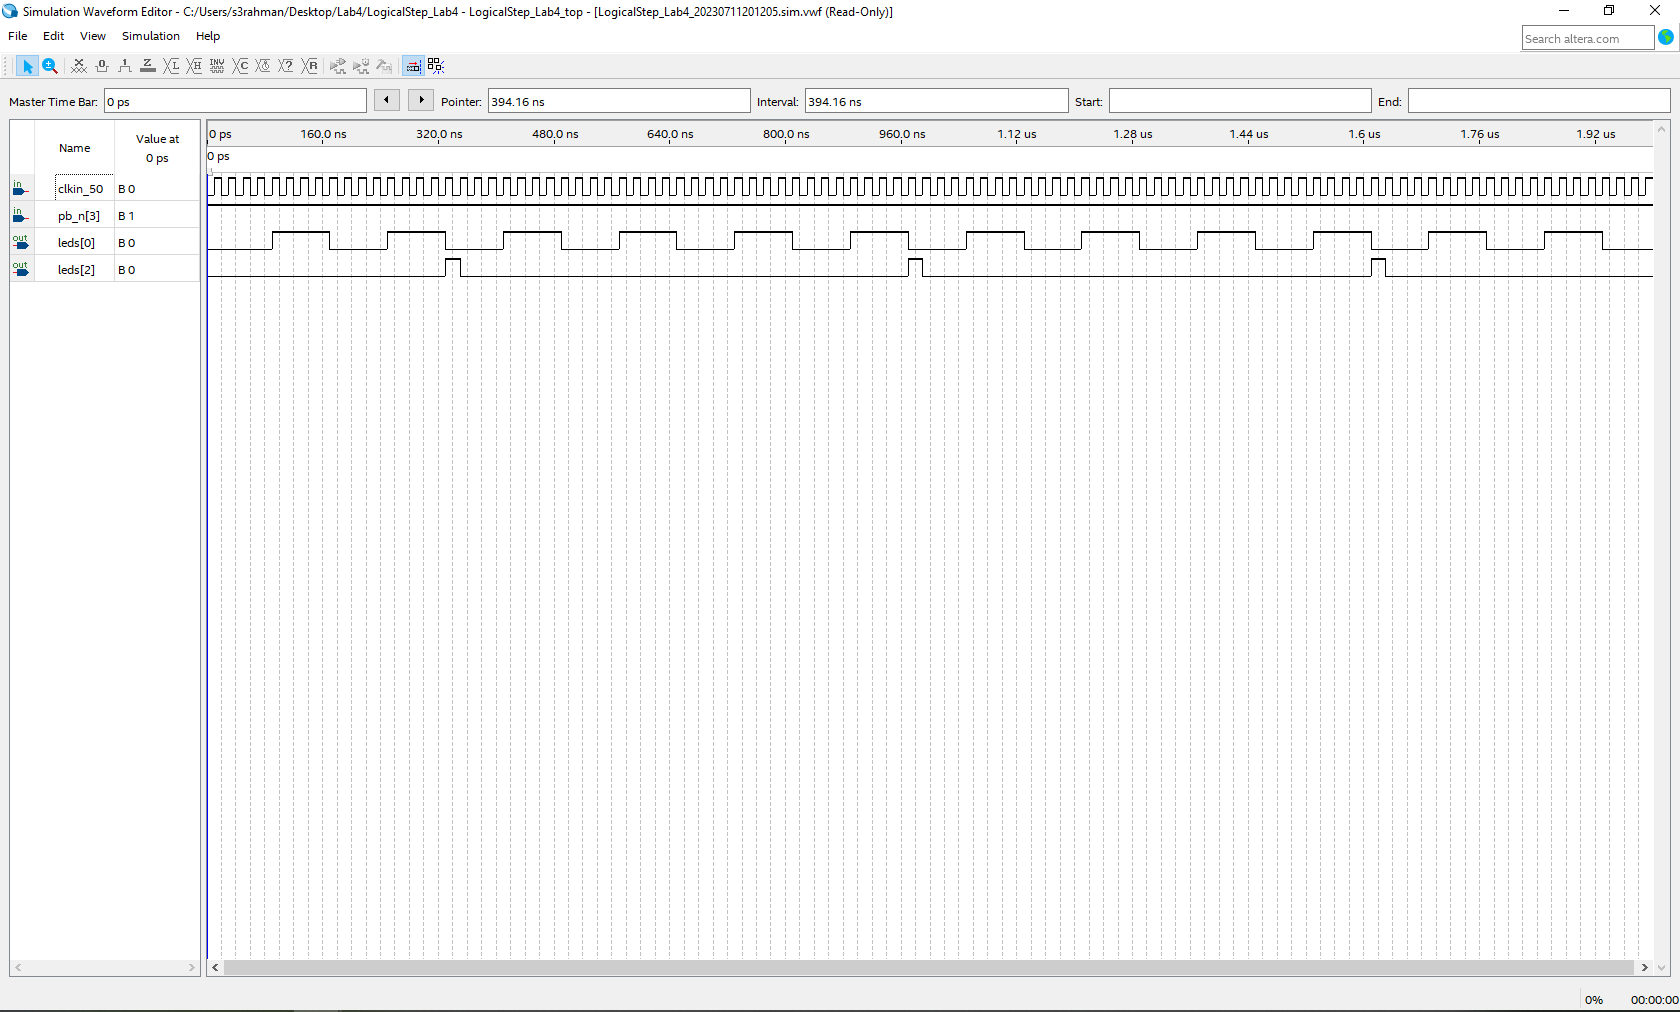 Simulation Waveform Editor - C:/Users/s3rahman/Desktop/Lab4/LogicalStep_Lab4 - LogicalStep_Lab4_top - [LogicalStep_Lab4_20230711201205.sim.vwf (Read-Only)]
File Edit View Simulation Help
Search altera.com
Master Time Bar: 0 ps Pointer: 394.16 ns Interval: 394.16 ns Start: End:
Name Value at 0 ps
0 ps 160.0 ns 320.0 ns 480.0 ns 640.0 ns 800.0 ns 960.0 ns 1.12 us 1.28 us 1.44 us 1.6 us 1.76 us 1.92 us
0 ps
in clkin_50 B 0
in pb_n[3] B 1
out leds[0] B 0
out leds[2] B 0
0% 00:00:00